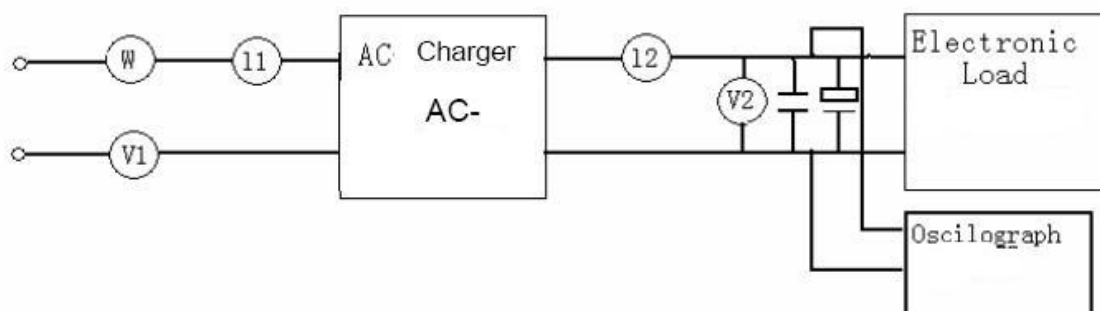 W
11
V1
AC Charger
AC-
12
V2
Electronic
Load
Oscilograph